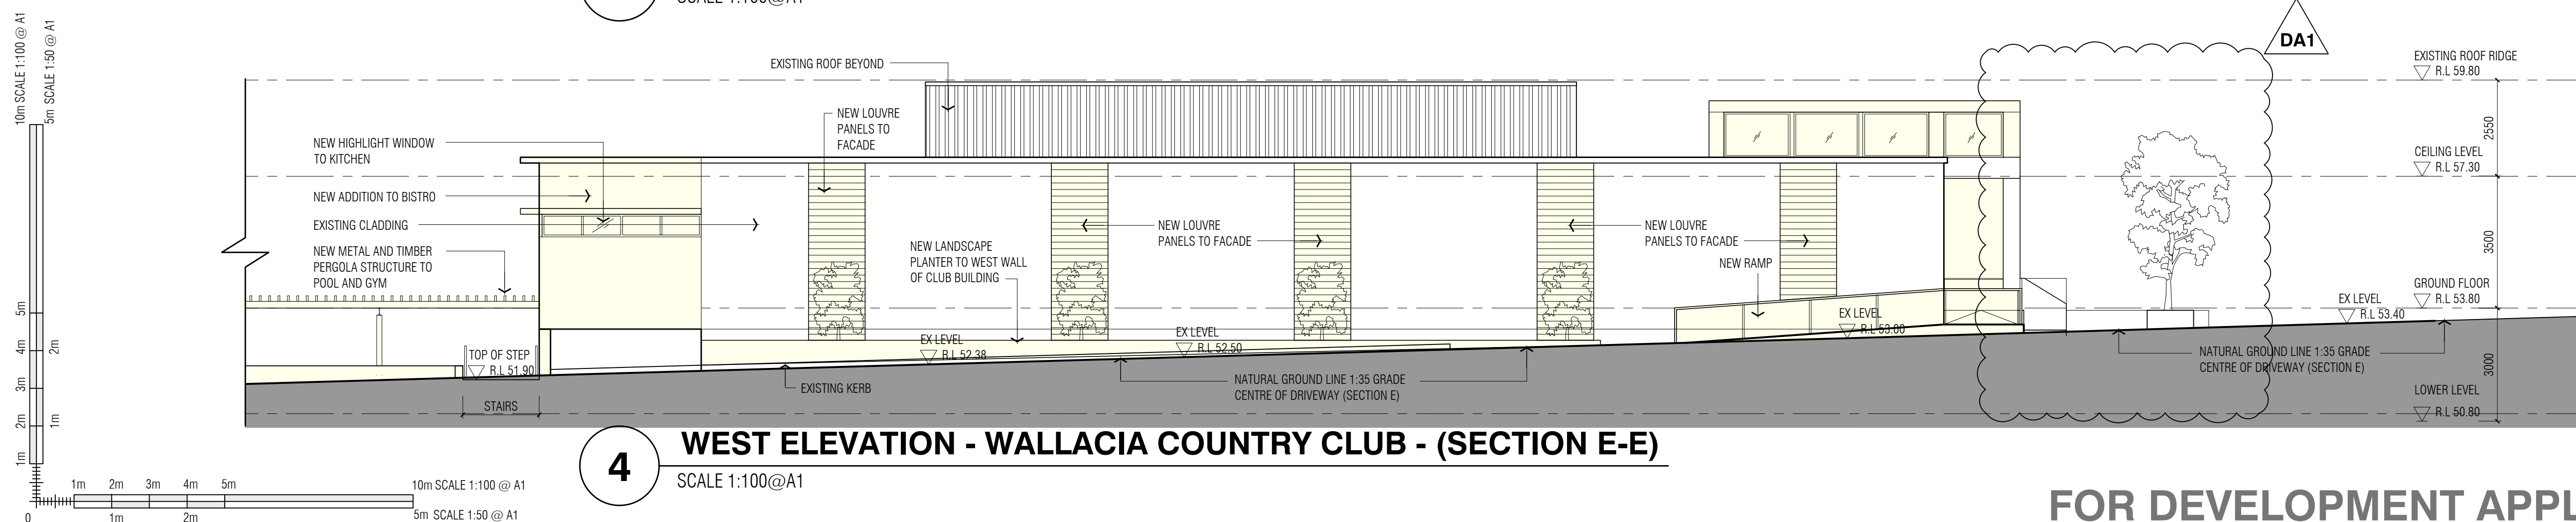 SCALE 1:100@A1
10m SCALE 1:100 @ A1
5m SCALE 1:50 @ A1
5m
4m
3m
2m
1m
2m
1m
0
1m
2m
3m
4m
5m
10m SCALE 1:100 @ A1
1m
2m
5m SCALE 1:50 @ A1
DA1
EXISTING ROOF BEYOND
NEW LOUVRE
PANELS TO
FACADE
NEW HIGHLIGHT WINDOW
TO KITCHEN
NEW ADDITION TO BISTRO
EXISTING CLADDING
NEW METAL AND TIMBER
PERGOLA STRUCTURE TO
POOL AND GYM
NEW LANDSCAPE
PLANTER TO WEST WALL
OF CLUB BUILDING
NEW LOUVRE
PANELS TO FACADE
NEW LOUVRE
PANELS TO FACADE
NEW RAMP
TOP OF STEP
R.L 51.90
STAIRS
EX LEVEL
R.L 52.38
EX LEVEL
R.L 52.50
EX LEVEL
R.L 53.00
EX LEVEL
R.L 53.40
EXISTING KERB
NATURAL GROUND LINE 1:35 GRADE
CENTRE OF DRIVEWAY (SECTION E)
NATURAL GROUND LINE 1:35 GRADE
CENTRE OF DRIVEWAY (SECTION E)
EXISTING ROOF RIDGE
R.L 59.80
2550
CEILING LEVEL
R.L 57.30
3500
GROUND FLOOR
R.L 53.80
3000
LOWER LEVEL
R.L 50.80
4
WEST ELEVATION - WALLACIA COUNTRY CLUB - (SECTION E-E)
SCALE 1:100@A1
FOR DEVELOPMENT APPL